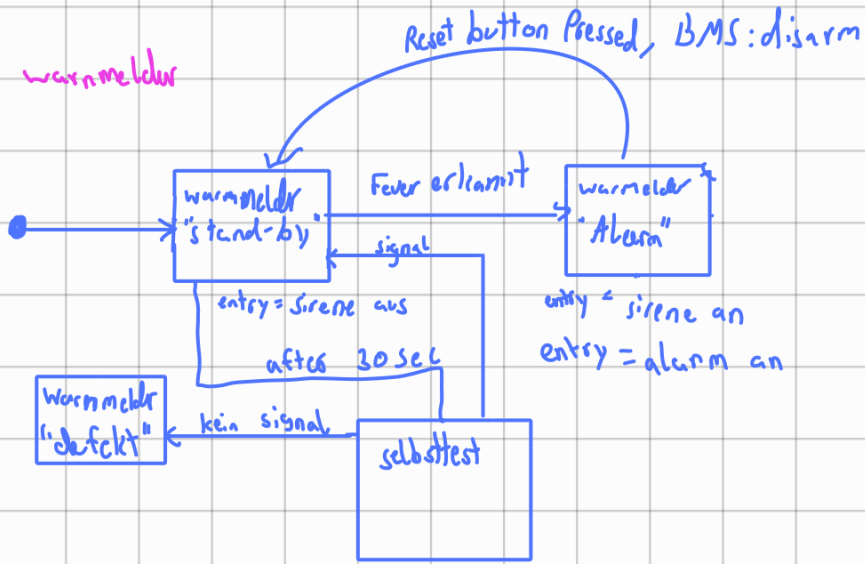 Reset button Pressed, BMS:disarm
warnmelder
warnmelder
"stand-by"
Feuer erkannt
warmelder
"Alarm"
signal
entry = sirene aus
entry = sirene an
entry = alarm an
after 30 sec
warnmelder
"defekt"
kein signal
selbsttest